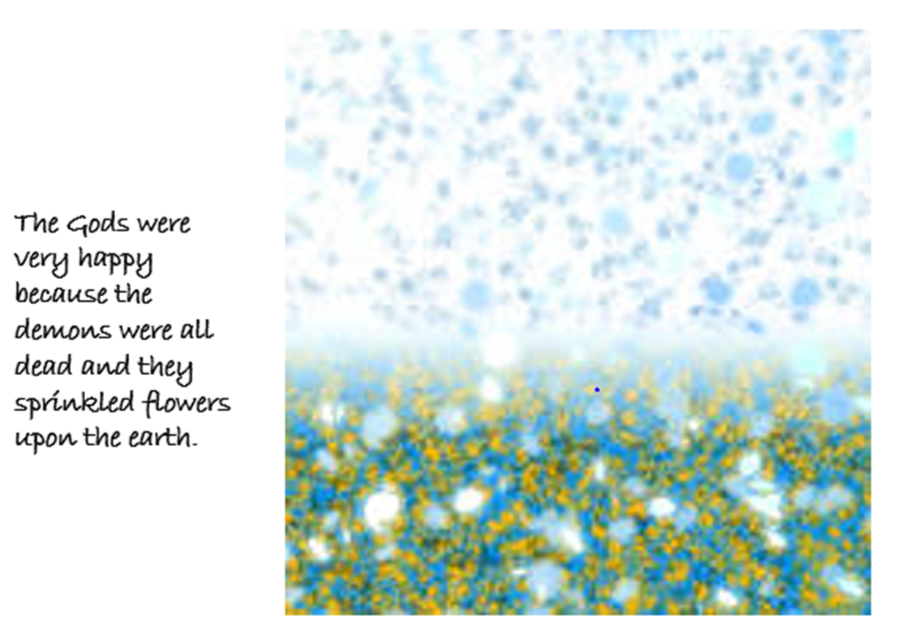 The Gods were
very happy
because the
demons were all
dead and they
sprinkled flowers
upon the earth.